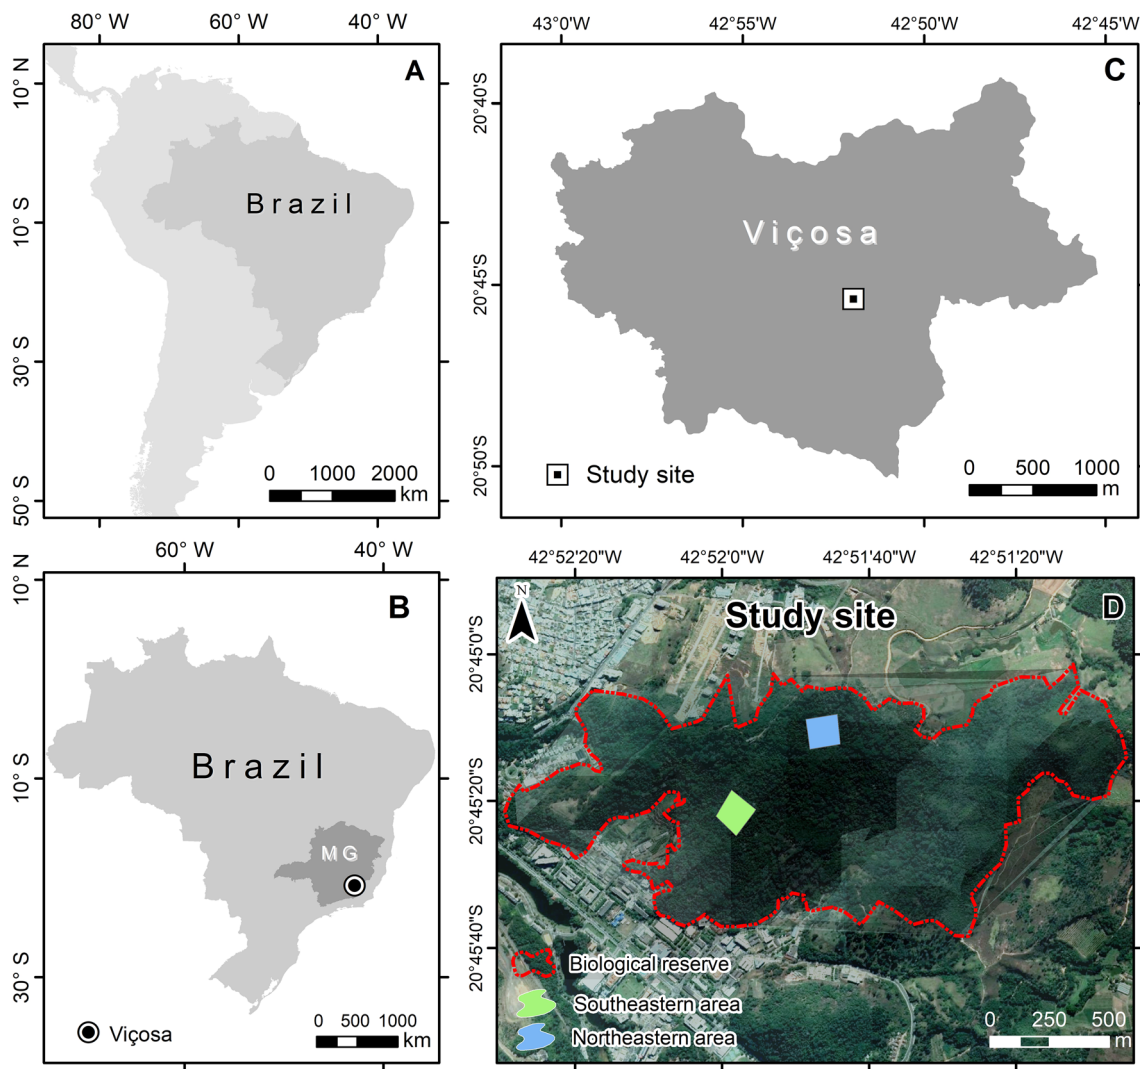 80° W 60° W 40° W
A
10° N
10° S
30° S
50° S
Brazil
0 1000 2000
km
43°0'W 42°55'W 42°50'W 42°45'W
C
20°40'S
20°45'S
20°50'S
Viçosa
Study site
0 500 1000
m
60° W 40° W
B
10° N
10° S
30° S
Brazil
MG
Viçosa
0 500 1000
km
42°52'20"W 42°52'0"W 42°51'40"W 42°51'20"W
N
Study site
D
20°45'0"S
20°45'20"S
20°45'40"S
Biological reserve
Southeastern area
Northeastern area
0 250 500
m